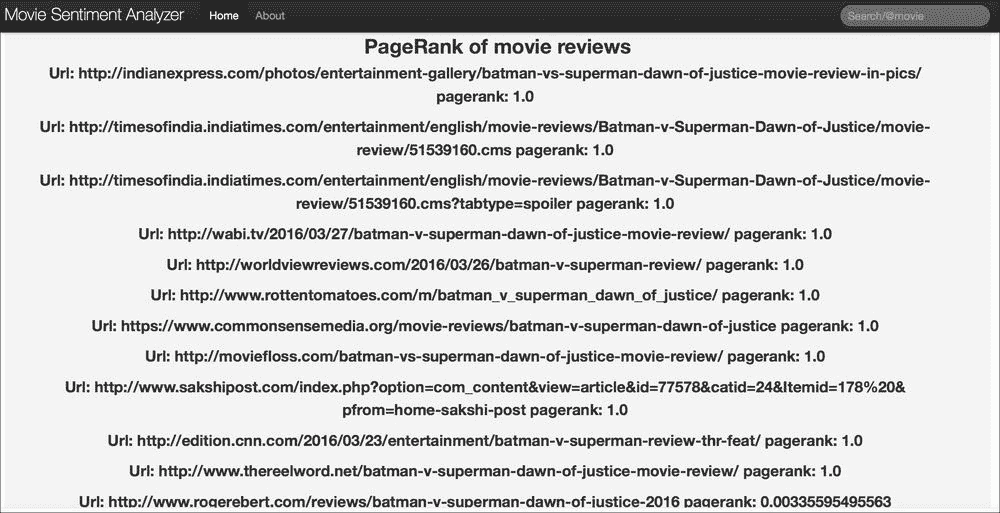 Movie Sentiment Analyzer Home About Search/@movie
PageRank of movie reviews
Url: http://indianexpress.com/photos/entertainment-gallery/batman-vs-superman-dawn-of-justice-movie-review-in-pics/
pagerank: 1.0
Url: http://timesofindia.indiatimes.com/entertainment/english/movie-reviews/Batman-v-Superman-Dawn-of-Justice/movie-
review/51539160.cms pagerank: 1.0
Url: http://timesofindia.indiatimes.com/entertainment/english/movie-reviews/Batman-v-Superman-Dawn-Of-Justice/movie-
review/51539160.cms?tabtype=spoiler pagerank: 1.0
Url: http://wabi.tv/2016/03/27/batman-v-superman-dawn-of-justice-movie-review/ pagerank: 1.0
Url: http://worldviewreviews.com/2016/03/26/batman-v-superman-review/ pagerank: 1.0
Url: http://www.rottentomatoes.com/m/batman_v_superman_dawn_of_justice/ pagerank: 1.0
Url: https://www.commonsensemedia.org/movie-reviews/batman-v-superman-dawn-of-justice pagerank: 1.0
Url: http://moviefloss.com/batman-vs-superman-dawn-of-justice-movie-review/ pagerank: 1.0
Url: http://www.sakshipost.com/index.php?option=com_content&view=article&id=77578&catid=24&Itemid=178%20&
pfrom=home-sakshi-post pagerank: 1.0
Url: http://edition.cnn.com/2016/03/23/entertainment/batman-v-superman-review-thr-feat/ pagerank: 1.0
Url: http://www.thereelword.net/batman-v-superman-dawn-of-justice-movie-review/ pagerank: 1.0
Url: http://www.rogerebert.com/reviews/batman-v-superman-dawn-of-justice-2016 pagerank: 0.00335595495563